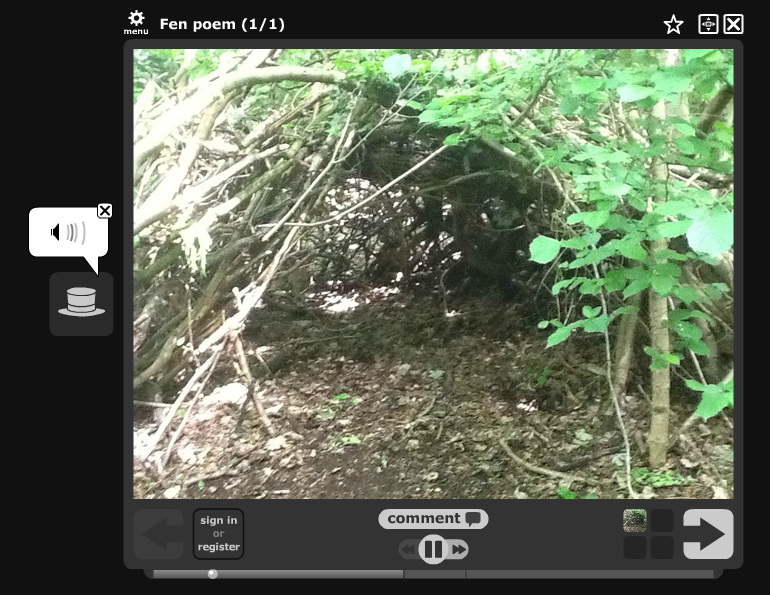 menu
Fen poem (1/1)
sign in
or
register
comment